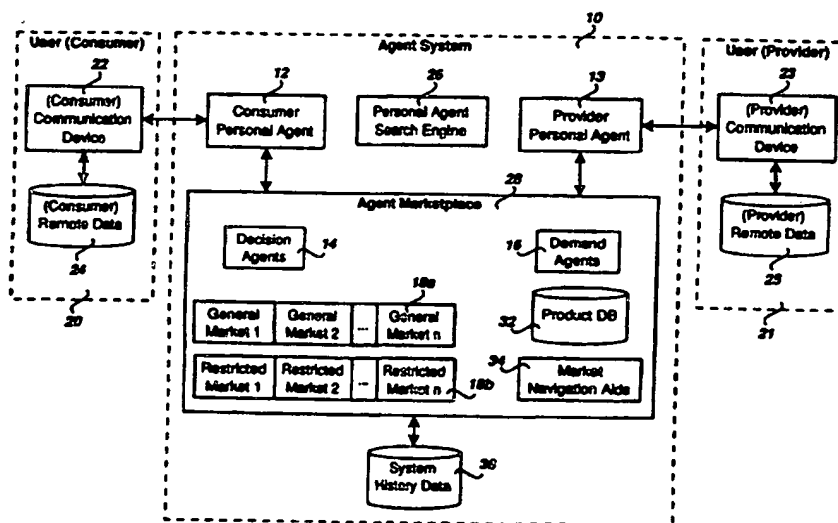 10
User (Consumer)
Agent System
User (Provider)
22
12
26
13
23
(Consumer)
Communication
Device
Consumer
Personal Agent
Personal Agent
Search Engine
Provider
Personal Agent
(Provider)
Communication
Device
28
Agent Marketplace
(Consumer)
Remote Data
24
20
(Provider)
Remote Data
25
21
Decision
Agents
14
16
Demand
Agents
18a
General
Market 1
General
Market 2
...
General
Market n
32
Product DB
Restricted
Market 1
Restricted
Market 2
...
Restricted
Market n
18b
34
Market
Navigation Aids
System
History Data
36